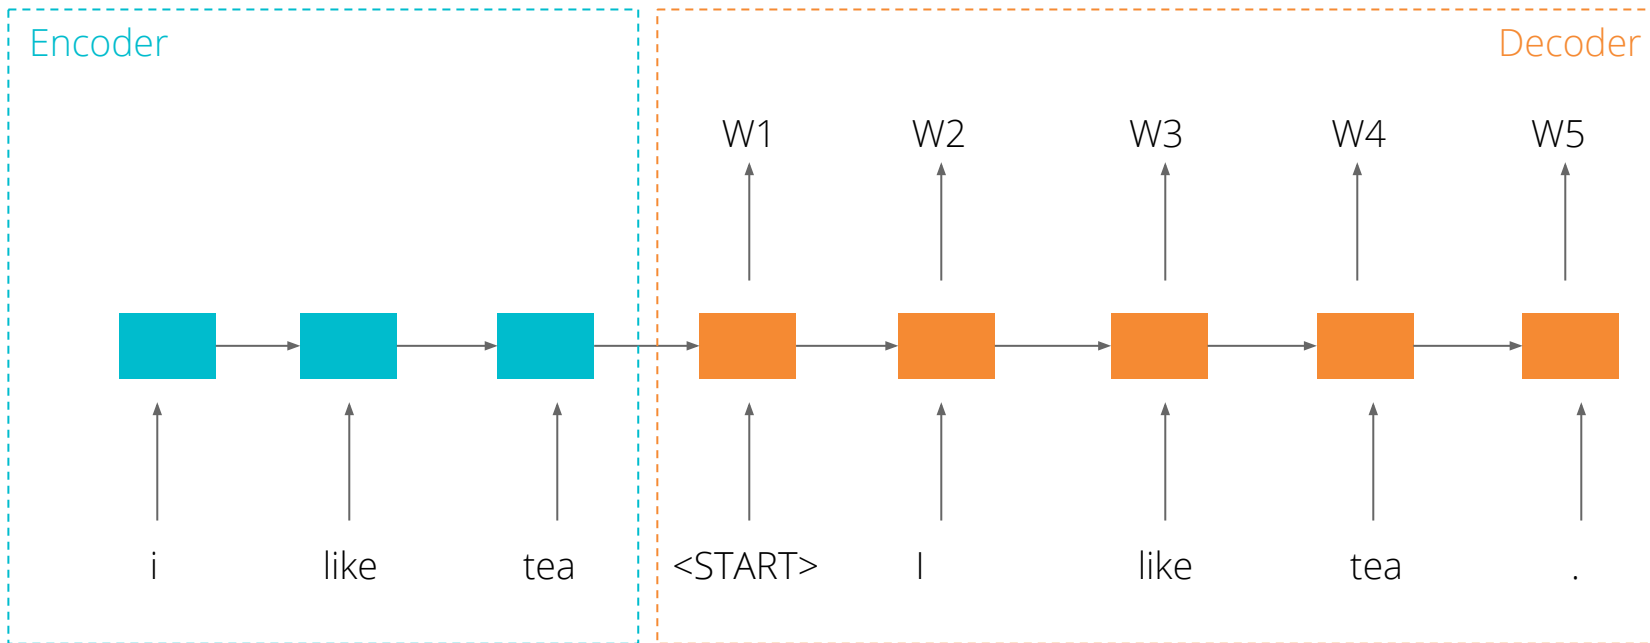 Encoder Decoder
W1 W2 W3 W4 W5
i like tea <START> I like tea .